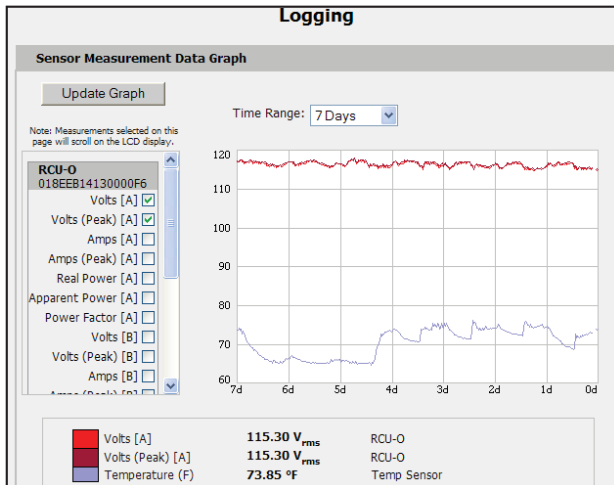 Logging
Sensor Measurement Data Graph
Update Graph
Note: Measurements selected on this
page will scroll on the LCD display.
RCU-O
018EEB14130000F6
Volts [A]
Volts (Peak) [A]
Amps [A]
Amps (Peak) [A]
Real Power [A]
Apparent Power [A]
Power Factor [A]
Volts [B]
Volts (Peak) [B]
Amps [B]
Amps (Peak) [B]
Time Range: 7 Days
120
110
100
90
80
70
60
7d 6d 5d 4d 3d 2d 1d 0d
Volts [A] 115.30 Vrms RCU-O
Volts (Peak) [A] 115.30 Vrms RCU-O
Temperature (F) 73.85 ºF Temp Sensor